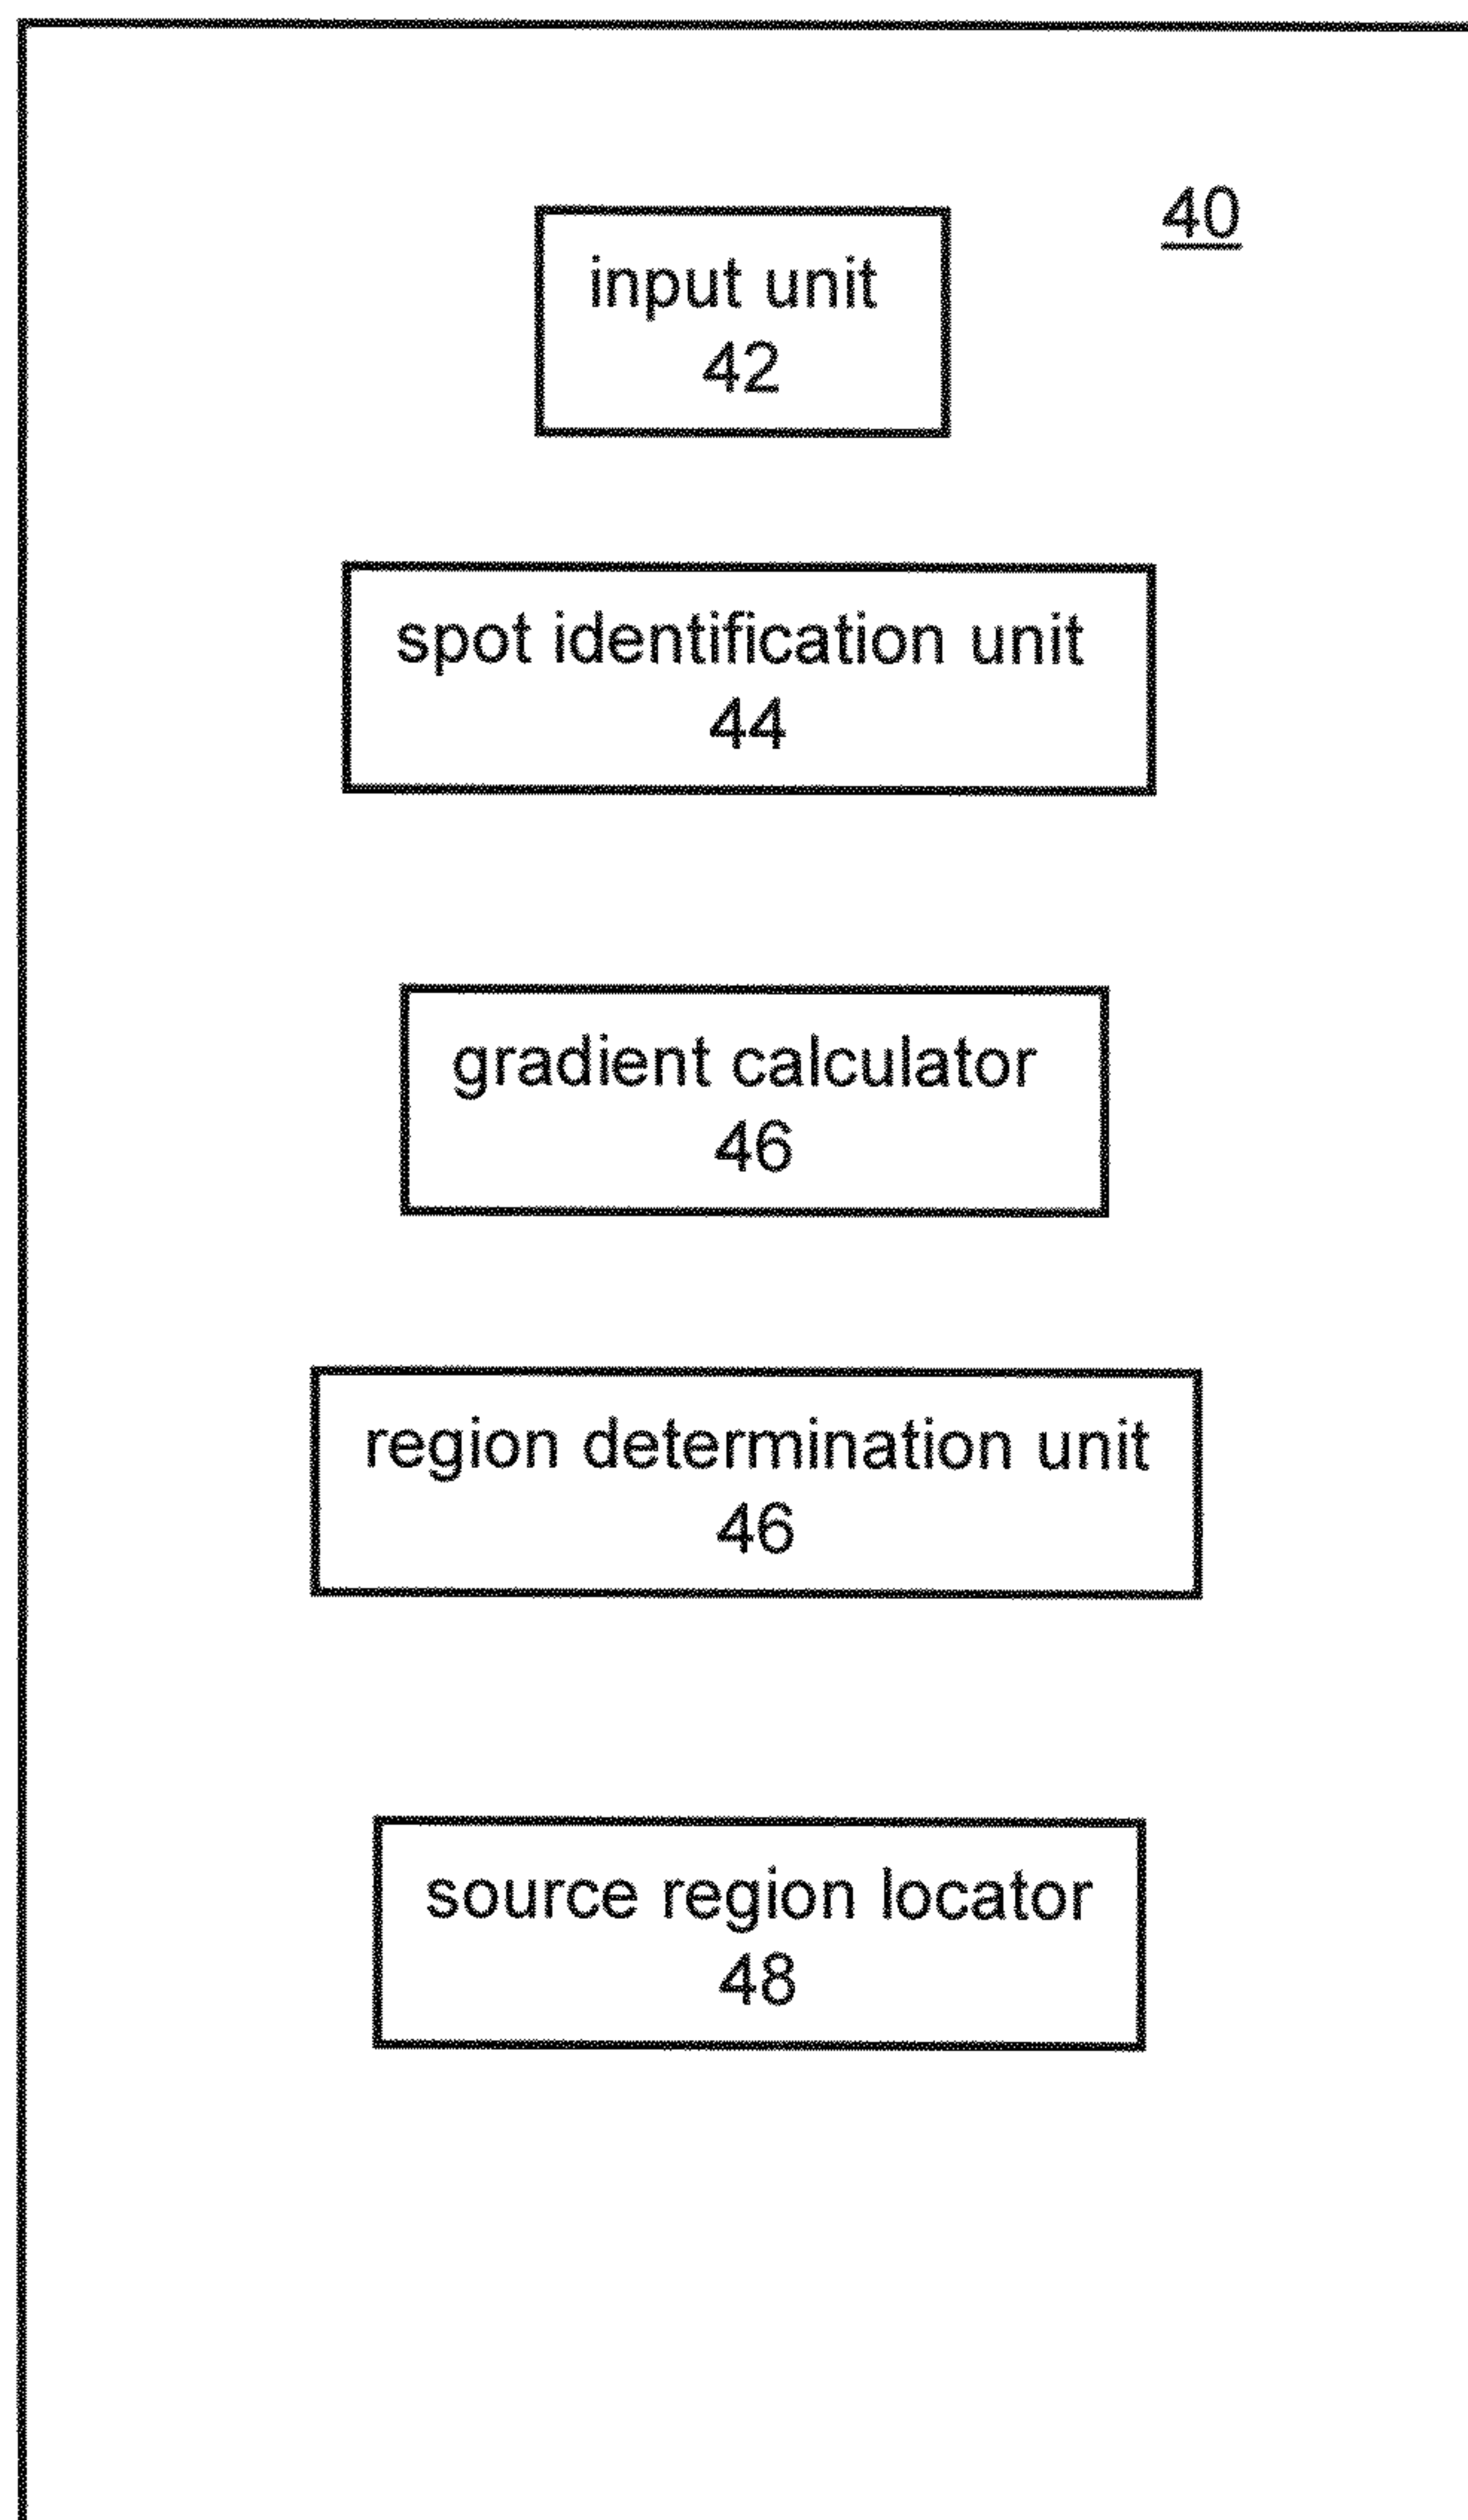 40
input unit
42
spot identification unit
44
gradient calculator
46
region determination unit
46
source region locator
48